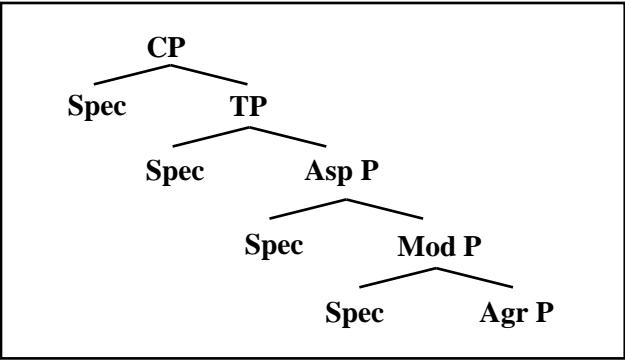 CP
Spec TP
Spec Asp P
Spec Mod P
Spec Agr P